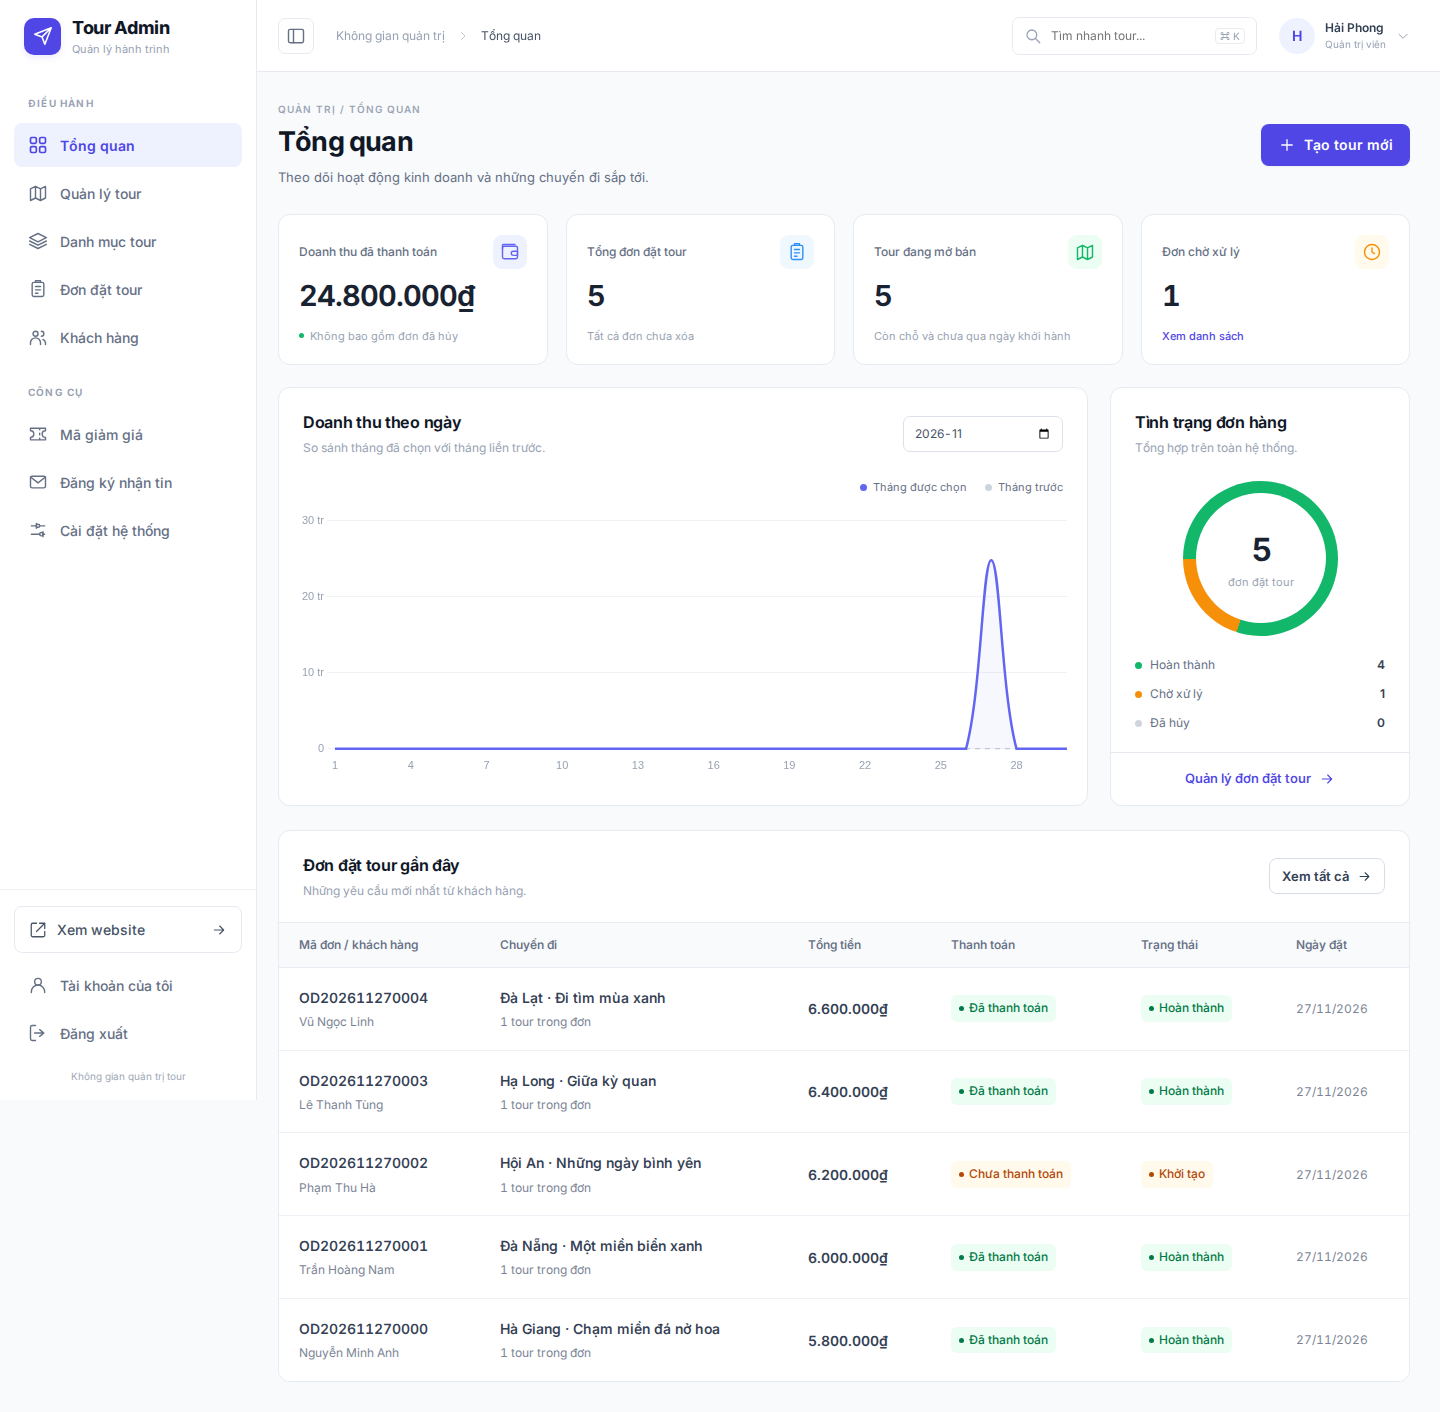 Tour Admin
Quản lý hành trình
ĐIỀU HÀNH
Tổng quan
Quản lý tour
Danh mục tour
Đơn đặt tour
Khách hàng
CÔNG CỤ
Mã giảm giá
Đăng ký nhận tin
Cài đặt hệ thống
Xem website
Tài khoản của tôi
Đăng xuất
Không gian quản trị tour
Không gian quản trị
Tổng quan
Tìm nhanh tour...
⌘ K
H
Hải Phong
Quản trị viên
QUẢN TRỊ / TỔNG QUAN
Tổng quan
Theo dõi hoạt động kinh doanh và những chuyến đi sắp tới.
Tạo tour mới
Doanh thu đã thanh toán
24.800.000₫
Không bao gồm đơn đã hủy
Tổng đơn đặt tour
5
Tất cả đơn chưa xóa
Tour đang mở bán
5
Còn chỗ và chưa qua ngày khởi hành
Đơn chờ xử lý
1
Xem danh sách
Doanh thu theo ngày
So sánh tháng đã chọn với tháng liền trước.
2026-11
Tháng được chọn
Tháng trước
30 tr
20 tr
10 tr
0
1 4 7 10 13 16 19 22 25 28
Tình trạng đơn hàng
Tổng hợp trên toàn hệ thống.
5
đơn đặt tour
Hoàn thành 4
Chờ xử lý 1
Đã hủy 0
Quản lý đơn đặt tour
Đơn đặt tour gần đây
Những yêu cầu mới nhất từ khách hàng.
Xem tất cả
Mã đơn / khách hàng Chuyến đi Tổng tiền Thanh toán Trạng thái Ngày đặt
OD202611270004 Đà Lạt · Đi tìm mùa xanh 6.600.000₫ Đã thanh toán Hoàn thành 27/11/2026
Vũ Ngọc Linh 1 tour trong đơn
OD202611270003 Hạ Long · Giữa kỳ quan 6.400.000₫ Đã thanh toán Hoàn thành 27/11/2026
Lê Thanh Tùng 1 tour trong đơn
OD202611270002 Hội An · Những ngày bình yên 6.200.000₫ Chưa thanh toán Khởi tạo 27/11/2026
Phạm Thu Hà 1 tour trong đơn
OD202611270001 Đà Nẵng · Một miền biển xanh 6.000.000₫ Đã thanh toán Hoàn thành 27/11/2026
Trần Hoàng Nam 1 tour trong đơn
OD202611270000 Hà Giang · Chạm miền đá nở hoa 5.800.000₫ Đã thanh toán Hoàn thành 27/11/2026
Nguyễn Minh Anh 1 tour trong đơn